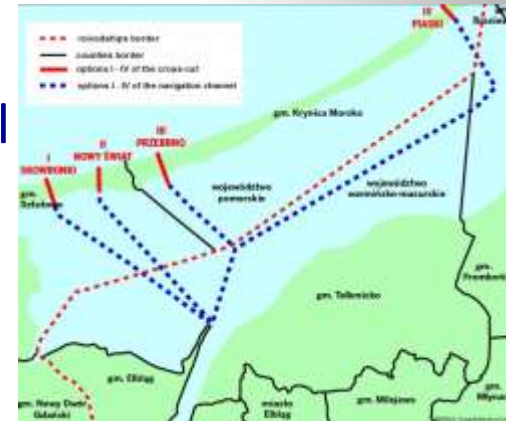 voivodships border
counties border
options I - IV of the cross-cut
options I - IV of the navigation channel
IV
PIASKI
gm. Krynica Morska
III
PRZEBRNO
II
NOWY ŚWIAT
I
SKOWRONKI
gm.
województwo
pomorskie
województwo
warmińsko-mazurskie
gm.
Frombork
gm. Tolkmicko
gm. Elbląg
gm. Nowy Dwór
Gdański
miasto
Elbląg
gm. Milejewo
gm.